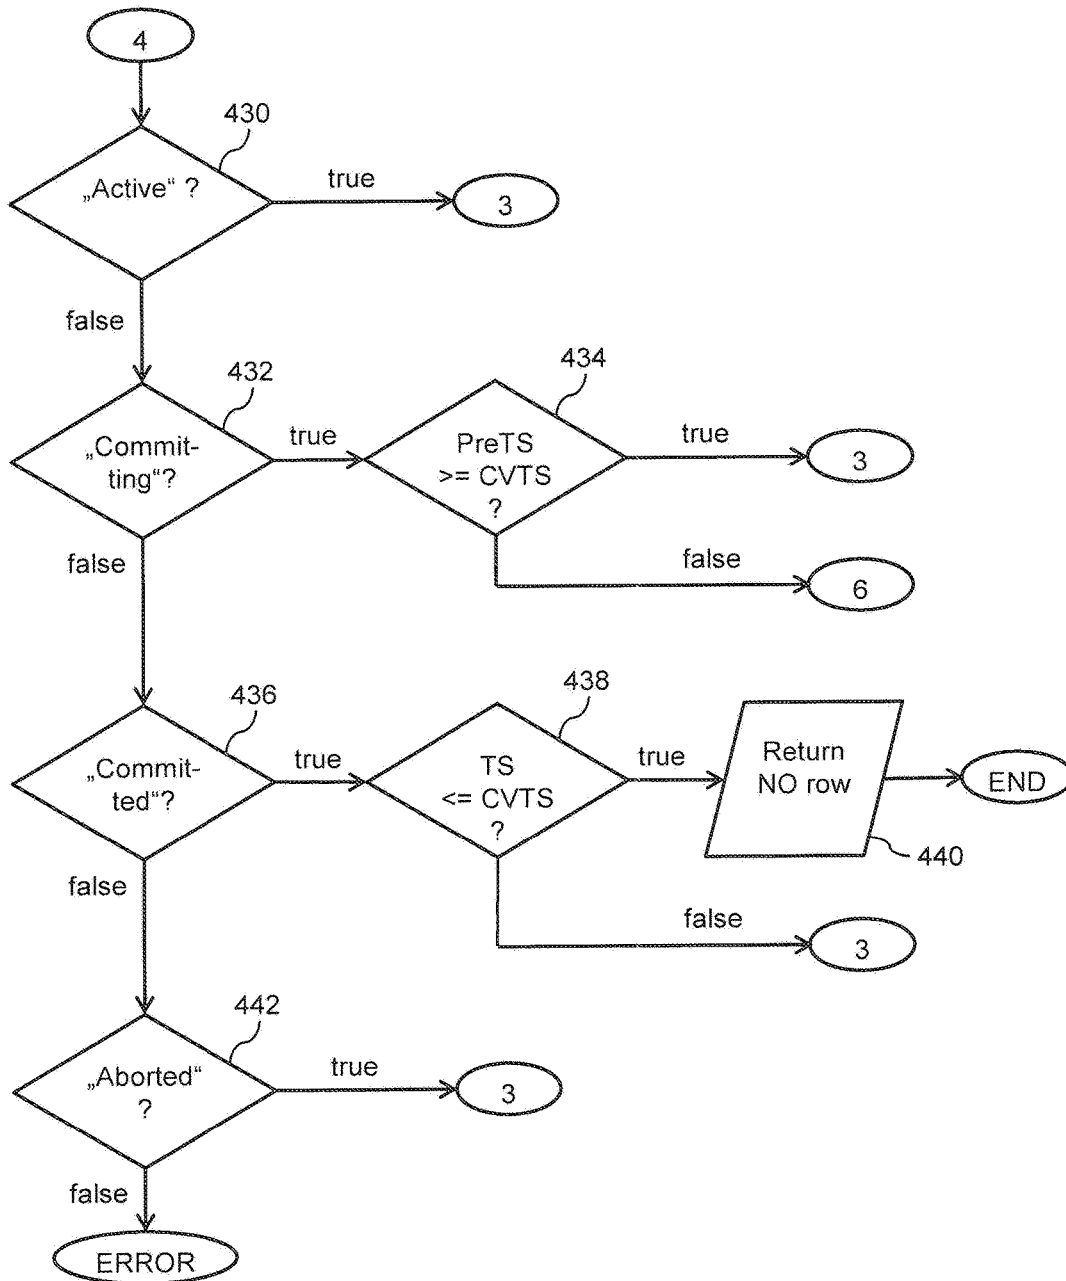 4
430
„Active“ ?
true
3
false
432
„Commit-
ting“?
true
434
PreTS
>= CVTS
?
true
3
false
6
false
436
„Commit-
ted“?
true
438
TS
<= CVTS
?
true
Return
NO row
END
440
false
3
false
442
„Aborted“
?
true
3
false
ERROR